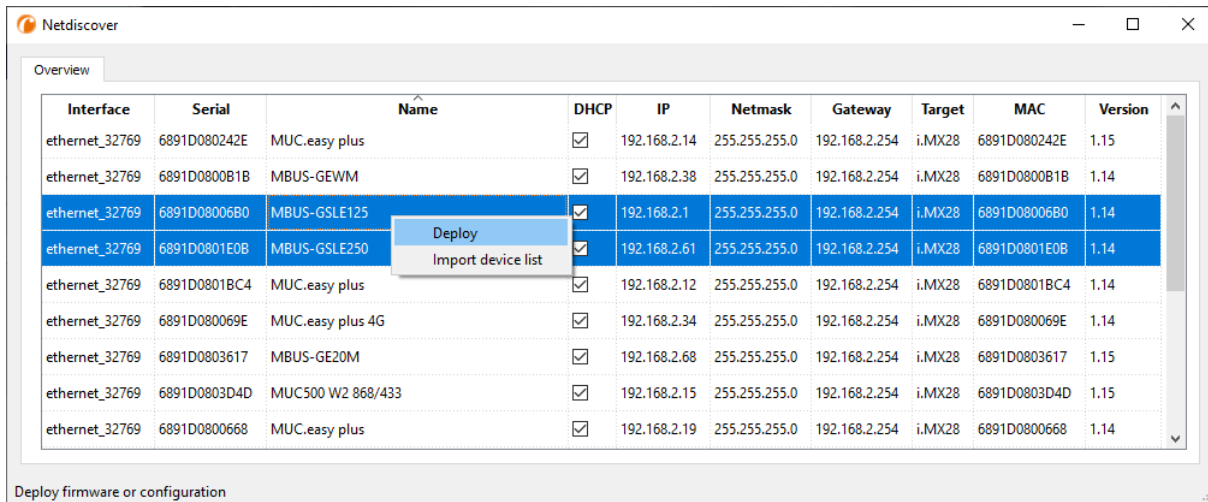 Netdiscover
Overview
Interface Serial Name DHCP IP Netmask Gateway Target MAC Version
ethernet_32769 6891D080242E MUC.easy plus 192.168.2.14 255.255.255.0 192.168.2.254 i.MX28 6891D080242E 1.15
ethernet_32769 6891D0800B1B MBUS-GEWM 192.168.2.38 255.255.255.0 192.168.2.254 i.MX28 6891D0800B1B 1.14
ethernet_32769 6891D08006B0 MBUS-GSLE125 192.168.2.1 255.255.255.0 192.168.2.254 i.MX28 6891D08006B0 1.14
Deploy
ethernet_32769 6891D0801E0B MBUS-GSLE250 192.168.2.61 255.255.255.0 192.168.2.254 i.MX28 6891D0801E0B 1.14
Import device list
ethernet_32769 6891D0801BC4 MUC.easy plus 192.168.2.12 255.255.255.0 192.168.2.254 i.MX28 6891D0801BC4 1.14
ethernet_32769 6891D080069E MUC.easy plus 4G 192.168.2.34 255.255.255.0 192.168.2.254 i.MX28 6891D080069E 1.14
ethernet_32769 6891D0803617 MBUS-GE20M 192.168.2.68 255.255.255.0 192.168.2.254 i.MX28 6891D0803617 1.15
ethernet_32769 6891D0803D4D MUC500 W2 868/433 192.168.2.15 255.255.255.0 192.168.2.254 i.MX28 6891D0803D4D 1.15
ethernet_32769 6891D0800668 MUC.easy plus 192.168.2.19 255.255.255.0 192.168.2.254 i.MX28 6891D0800668 1.14
Deploy firmware or configuration